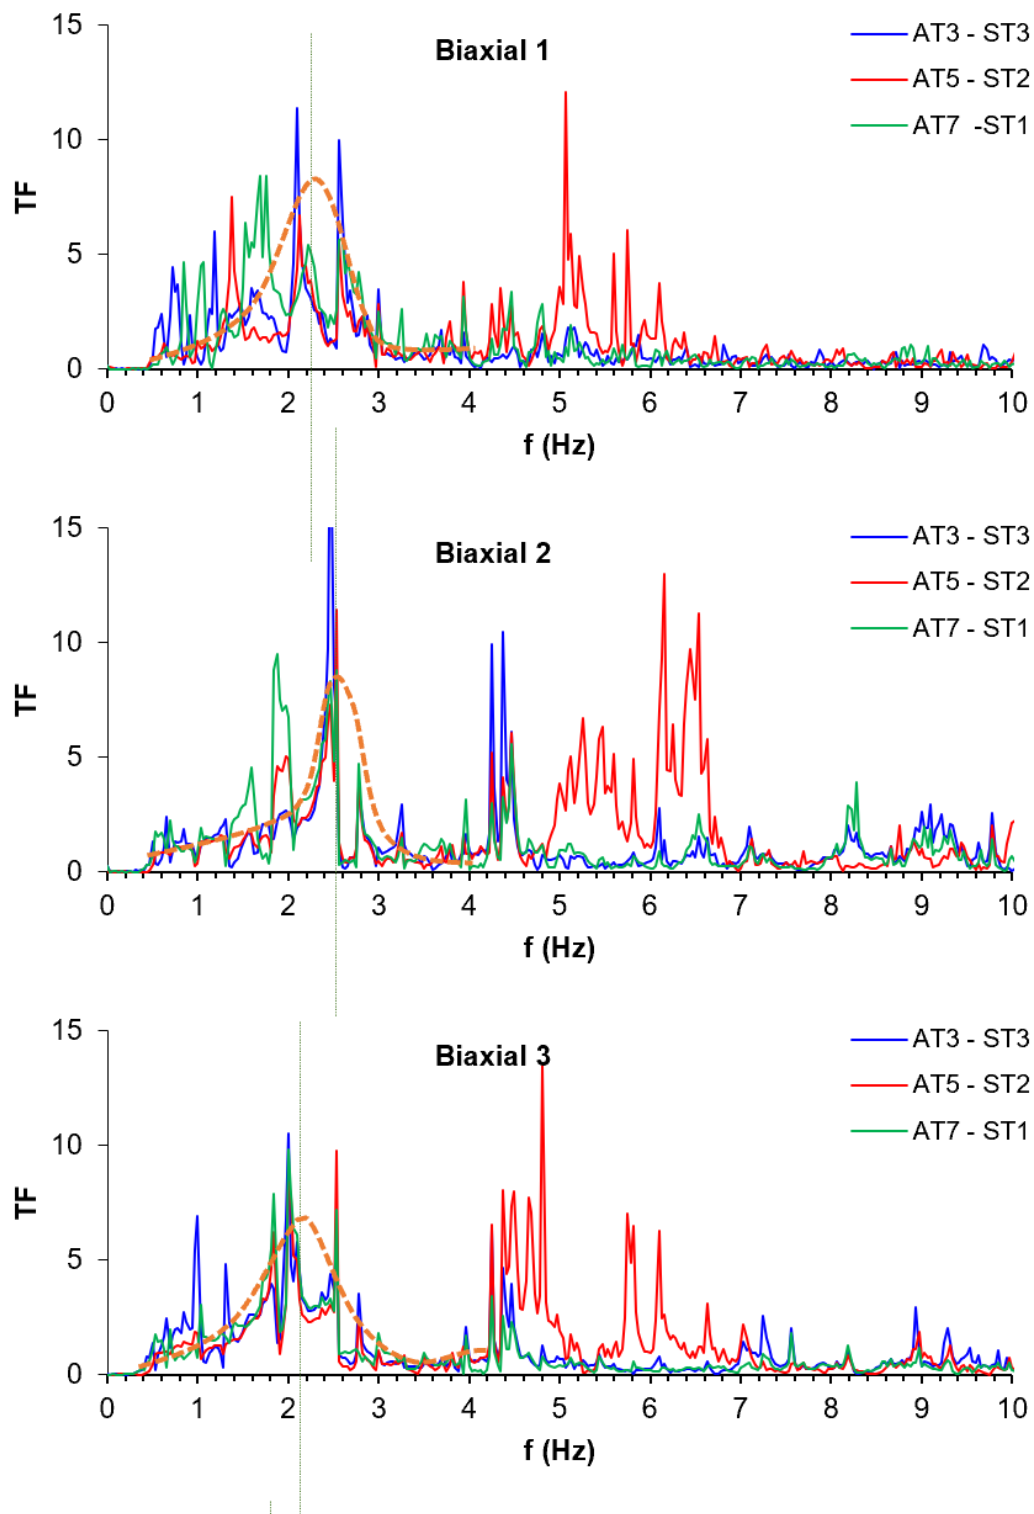 Biaxial 1
AT3 - ST3
AT5 - ST2
AT7 -ST1
TF
15
10
5
0
0 1 2 3 4 5 6 7 8 9 10
f (Hz)
Biaxial 2
AT3 - ST3
AT5 - ST2
AT7 - ST1
TF
15
10
5
0
0 1 2 3 4 5 6 7 8 9 10
f (Hz)
Biaxial 3
AT3 - ST3
AT5 - ST2
AT7 - ST1
TF
15
10
5
0
0 1 2 3 4 5 6 7 8 9 10
f (Hz)